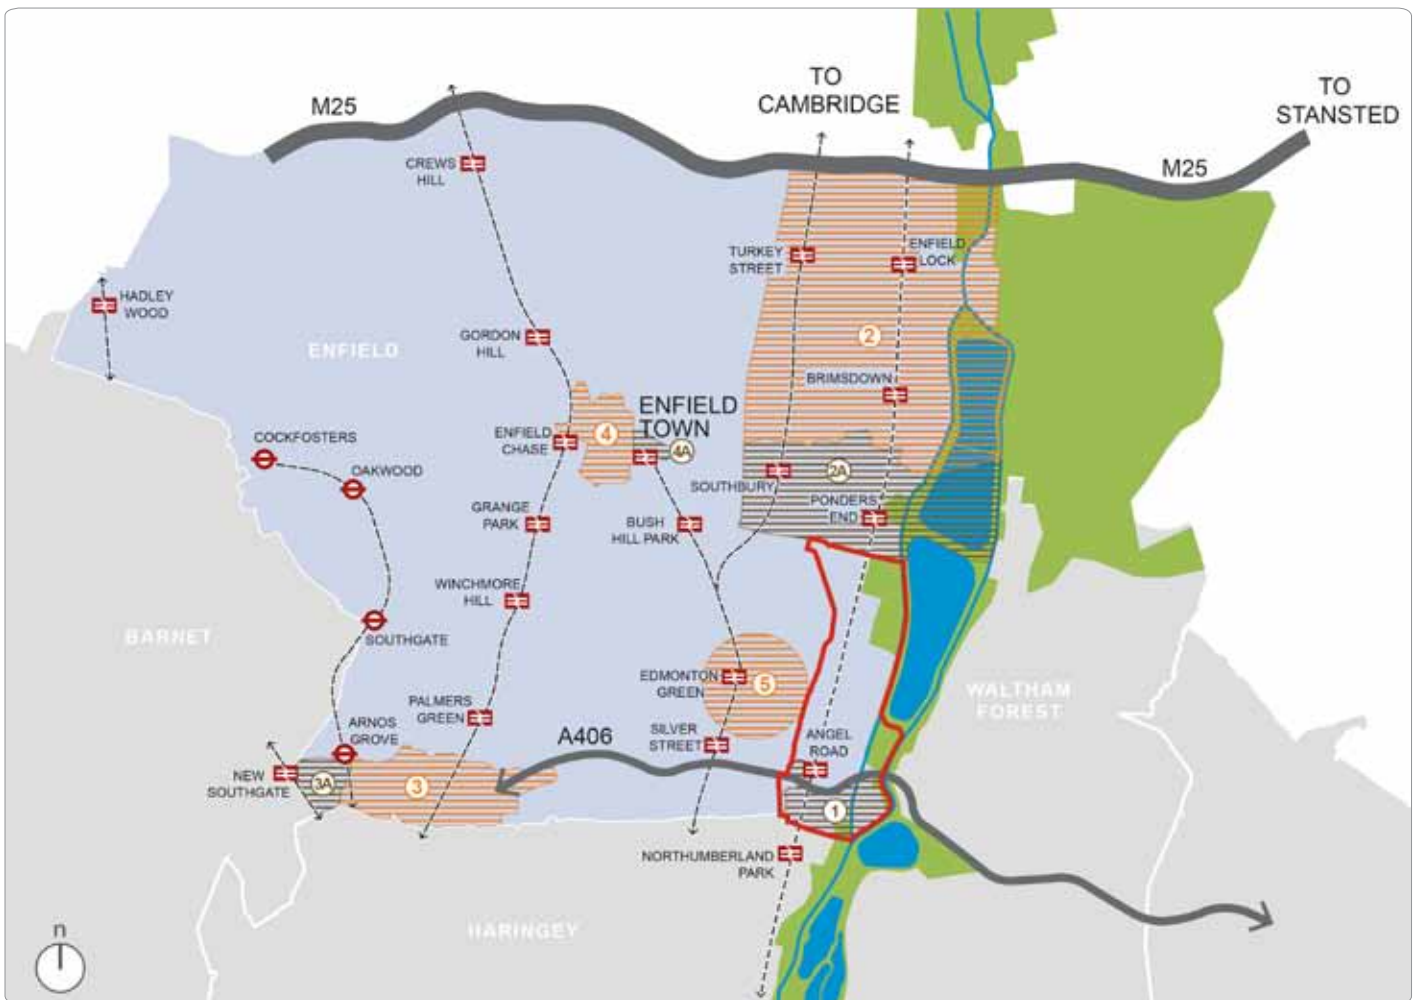 TO
CAMBRIDGE
TO
STANSTED
M25
M25
CREWS
HILL
TURKEY
STREET
ENFIELD
LOCK
HADLEY
WOOD
GORDON
HILL
ENFIELD
2
BRIMSDOWN
ENFIELD
TOWN
ENFIELD
CHASE
4
4A
COCKFOSTERS
OAKWOOD
2A
SOUTHBURY
PONDERS
END
GRANGE
PARK
BUSH
HILL PARK
WINCHMORE
HILL
BARNET
SOUTHGATE
EDMONTON
GREEN
5
WALTHAM
FOREST
PALMERS
GREEN
ARNOS
GROVE
SILVER
STREET
ANGEL
ROAD
A406
NEW
SOUTHGATE
3A
3
1
NORTHUMBERLAND
PARK
HARINGEY
n